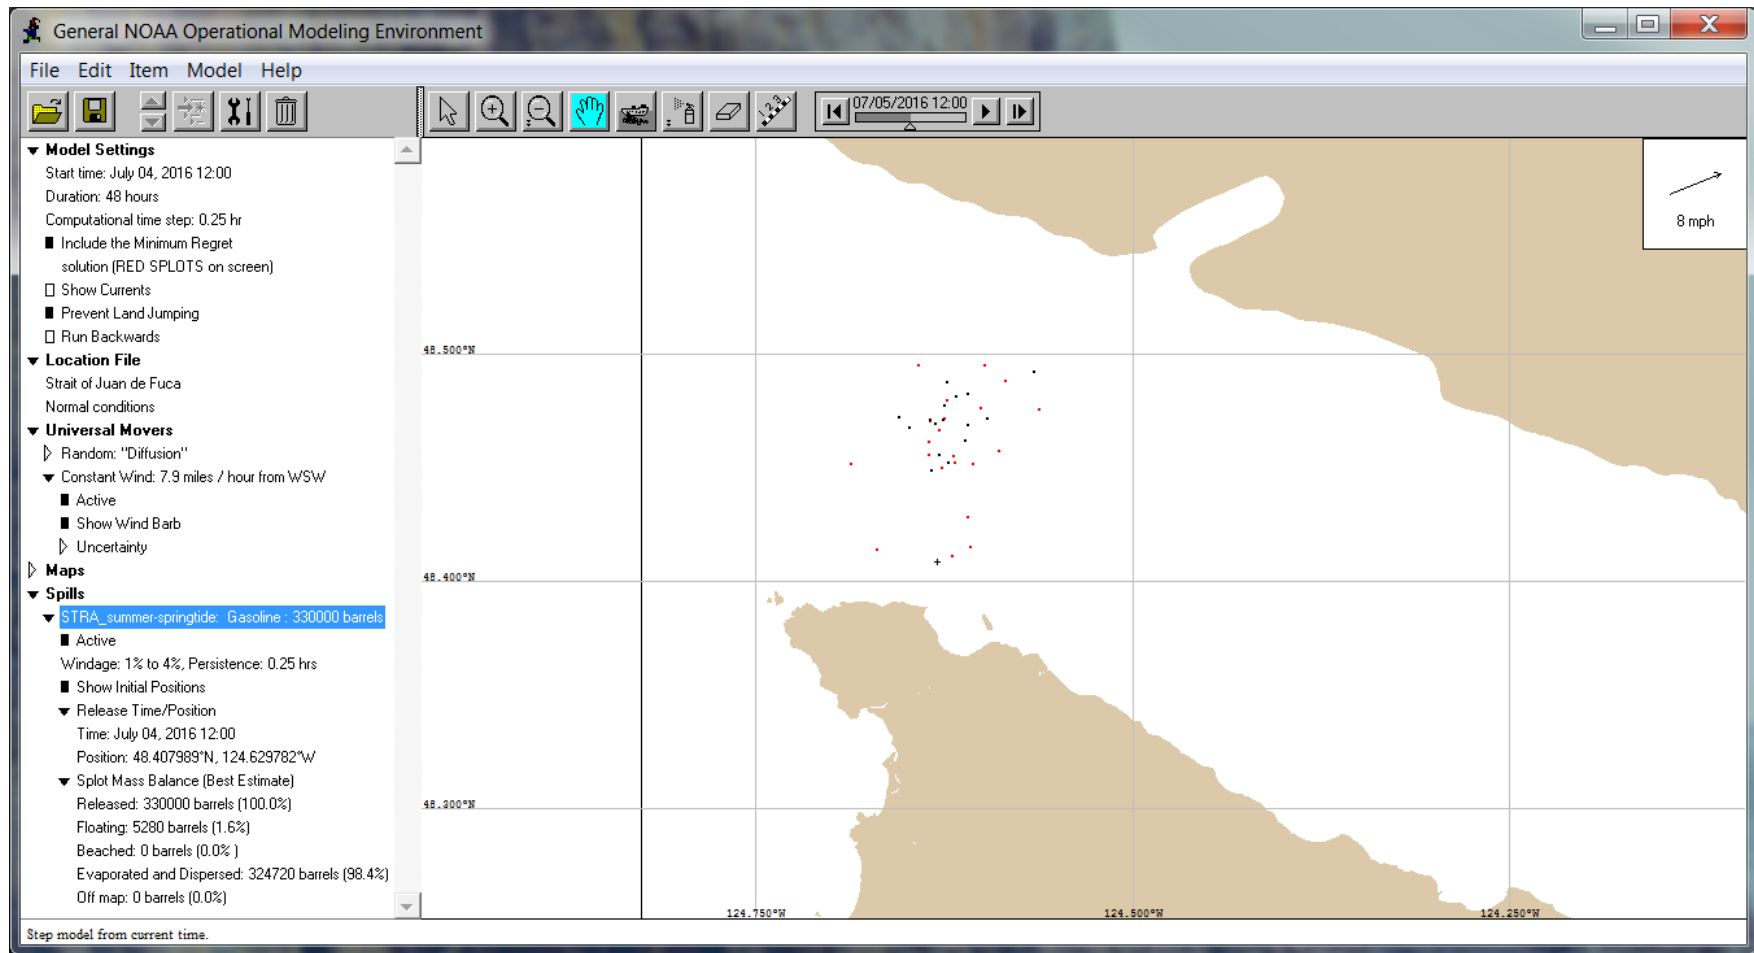 General NOAA Operational Modeling Environment
File Edit Item Model Help
07/05/2016 12:00
Model Settings
Start time: July 04, 2016 12:00
Duration: 48 hours
Computational time step: 0.25 hr
Include the Minimum Regret
solution (RED SPLOTS on screen)
Show Currents
Prevent Land Jumping
Run Backwards
Location File
Strait of Juan de Fuca
Normal conditions
Universal Movers
Random: "Diffusion"
Constant Wind: 7.9 miles / hour from WSW
Active
Show Wind Barb
Uncertainty
Maps
Spills
STRA_summer-springtide: Gasoline : 330000 barrels
Active
Windage: 1% to 4%, Persistence: 0.25 hrs
Show Initial Positions
Release Time/Position
Time: July 04, 2016 12:00
Position: 48.407989°N, 124.629782°W
Splot Mass Balance (Best Estimate)
Released: 330000 barrels (100.0%)
Floating: 5280 barrels (1.6%)
Beached: 0 barrels (0.0% )
Evaporated and Dispersed: 324720 barrels (98.4%)
Off map: 0 barrels (0.0%)
8 mph
48.500°N
48.400°N
48.300°N
124.750°W
124.500°W
124.250°W
Step model from current time.